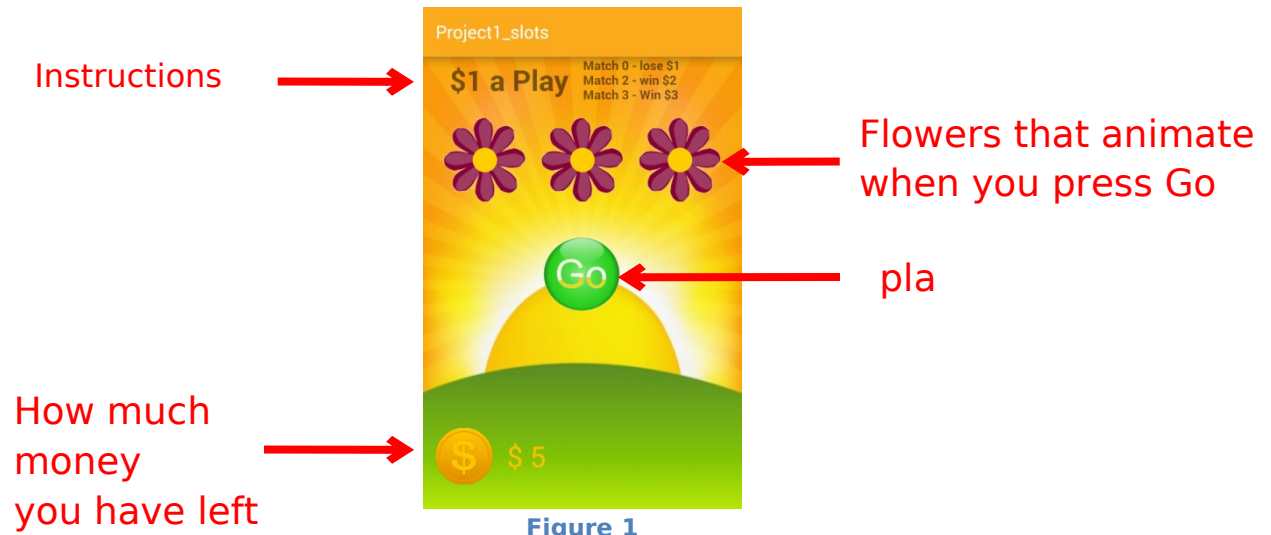 Project1_slots
Instructions
$1 a Play
Match 0 - lose $1
Match 2 - win $2
Match 3 - Win $3
Flowers that animate
when you press Go
Go
pla
How much
money
you have left
$
$ 5
Figure 1